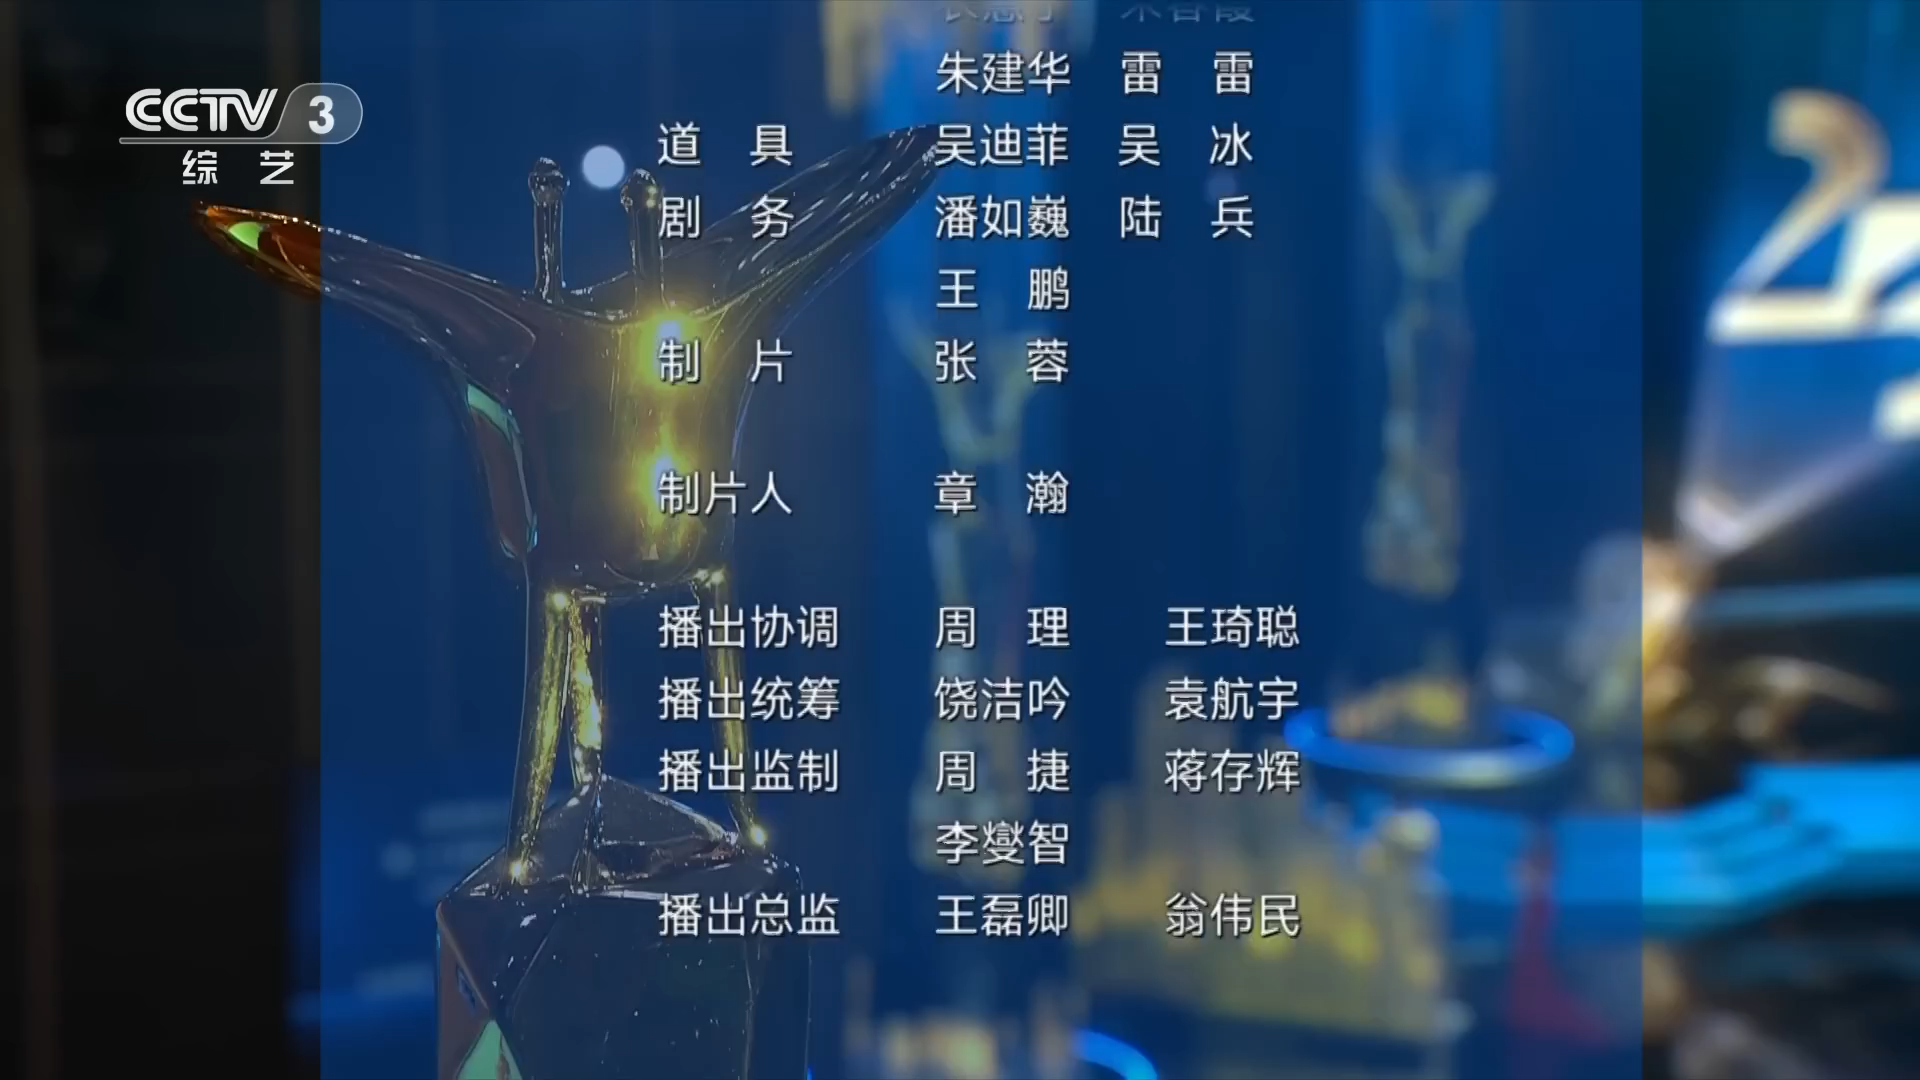 朱建华 雷 雷
CCTV 3
综 艺
道 具 吴迪菲 吴 冰
剧 务 潘如巍 陆 兵
王 鹏
制 片 张 蓉
制片人 章 瀚
播出协调 周 理 王琦聪
播出统筹 饶洁吟 袁航宇
播出监制 周 捷 蒋存辉
李燮智
播出总监 王磊卿 翁伟民